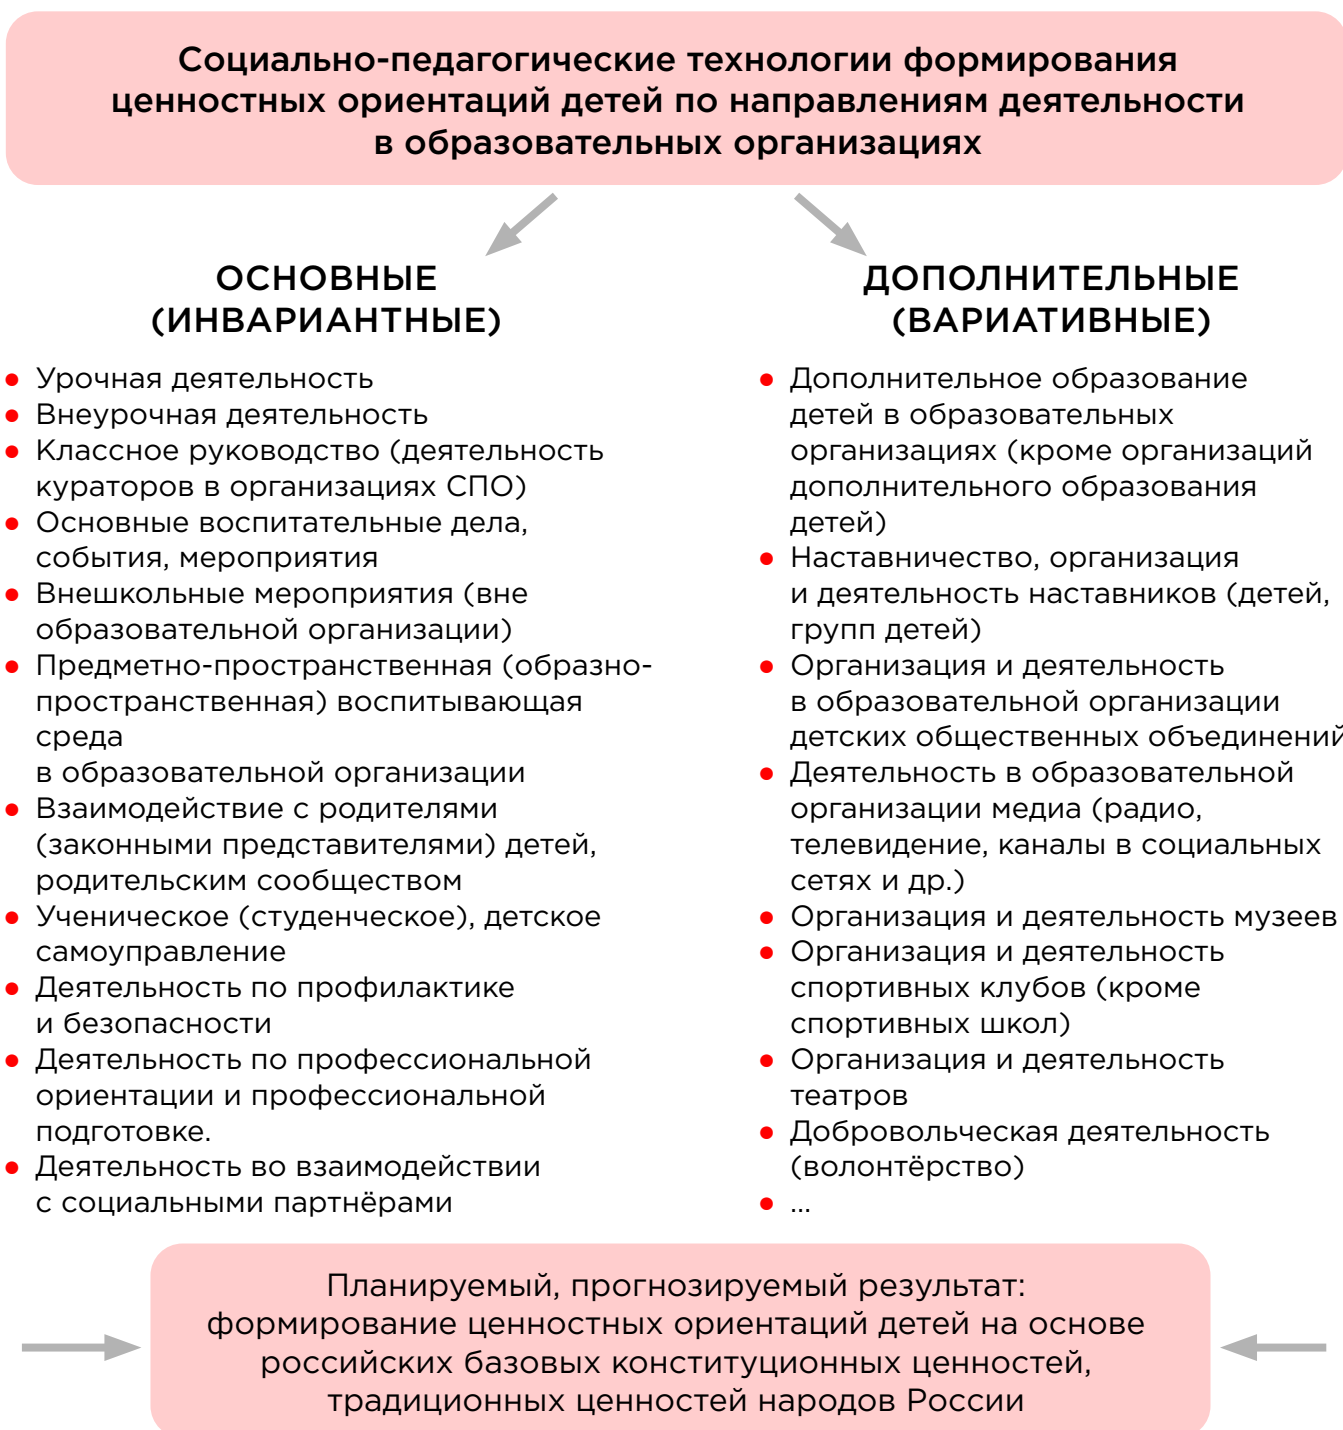 Социально-педагогические технологии формирования
ценностных ориентаций детей по направлениям деятельности
в образовательных организациях
ОСНОВНЫЕ
(ИНВАРИАНТНЫЕ)
● Урочная деятельность
● Внеурочная деятельность
● Классное руководство (деятельность
кураторов в организациях СПО)
● Основные воспитательные дела,
события, мероприятия
● Внешкольные мероприятия (вне
образовательной организации)
● Предметно-пространственная (образно-
пространственная) воспитывающая
среда
в образовательной организации
● Взаимодействие с родителями
(законными представителями) детей,
родительским сообществом
● Ученическое (студенческое), детское
самоуправление
● Деятельность по профилактике
и безопасности
● Деятельность по профессиональной
ориентации и профессиональной
подготовке.
● Деятельность во взаимодействии
с социальными партнёрами
ДОПОЛНИТЕЛЬНЫЕ
(ВАРИАТИВНЫЕ)
● Дополнительное образование
детей в образовательных
организациях (кроме организаций
дополнительного образования
детей)
● Наставничество, организация
и деятельность наставников (детей,
групп детей)
● Организация и деятельность
в образовательной организации
детских общественных объединений
● Деятельность в образовательной
организации медиа (радио,
телевидение, каналы в социальных
сетях и др.)
● Организация и деятельность музеев
● Организация и деятельность
спортивных клубов (кроме
спортивных школ)
● Организация и деятельность
театров
● Добровольческая деятельность
(волонтёрство)
● ...
Планируемый, прогнозируемый результат:
формирование ценностных ориентаций детей на основе
российских базовых конституционных ценностей,
традиционных ценностей народов России